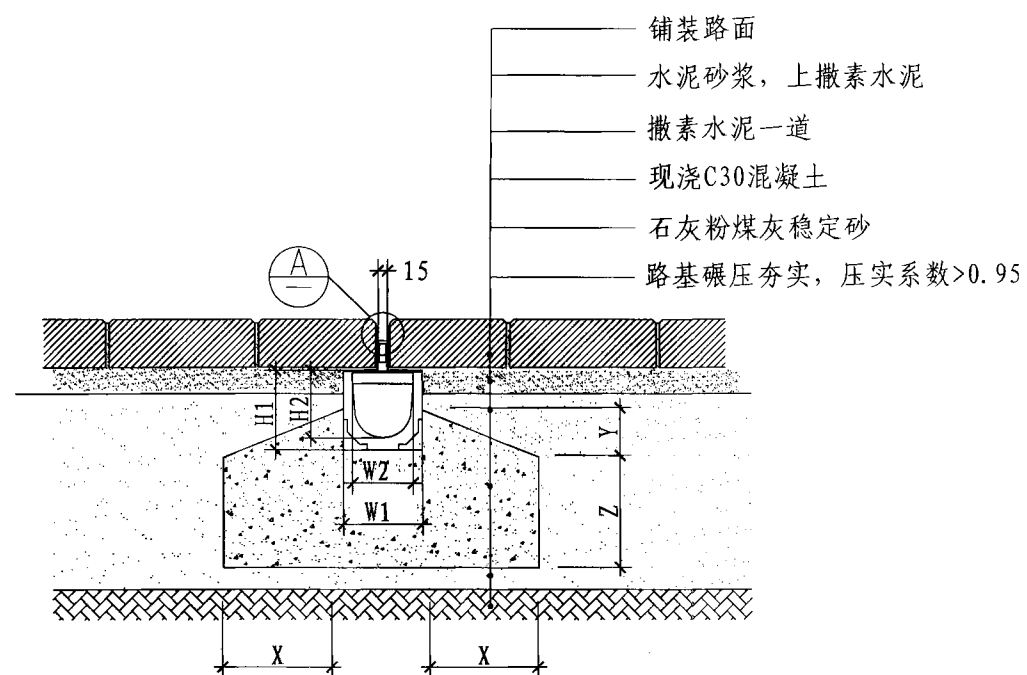 铺装路面
水泥砂浆，上撒素水泥
撒素水泥一道
现浇C30混凝土
石灰粉煤灰稳定砂
路基碾压夯实，压实系数>0.95
A
15
H1
H2
W2
W1
Y
Z
X
X